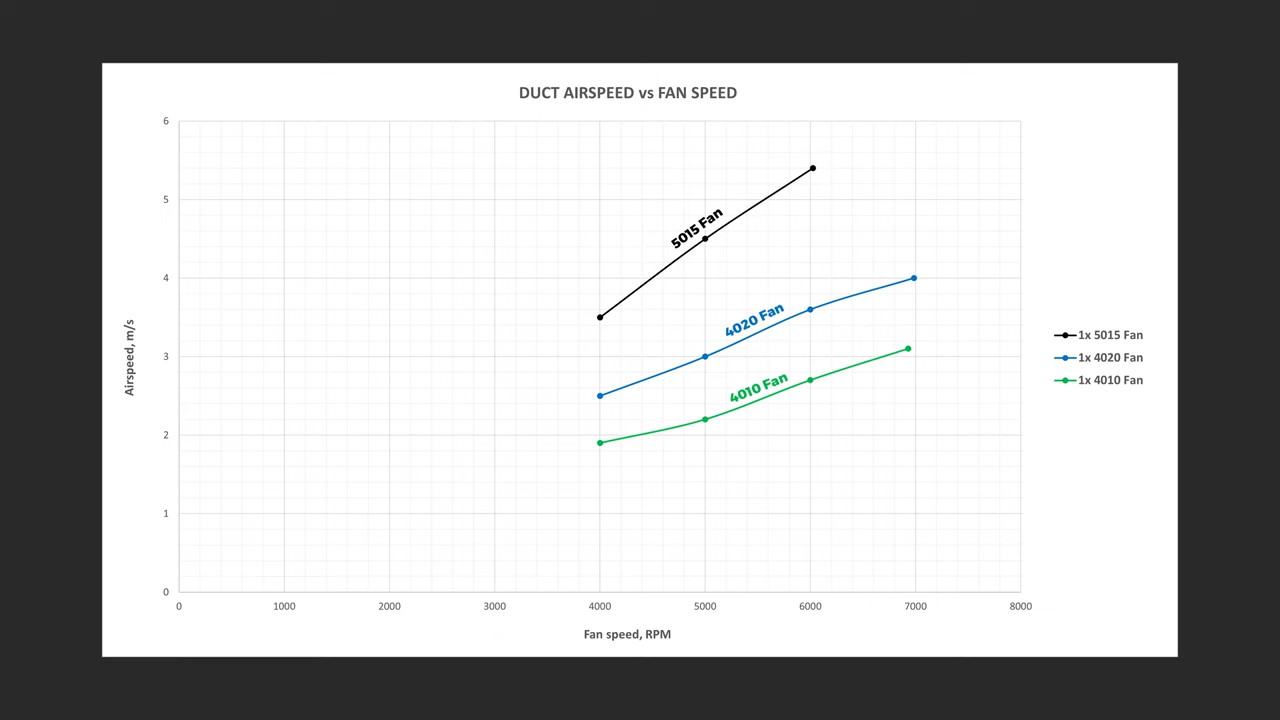 DUCT AIRSPEED vs FAN SPEED
6
5
4
3
2
1
0
Airspeed, m/s
5015 Fan
4020 Fan
4010 Fan
1x 5015 Fan
1x 4020 Fan
1x 4010 Fan
0 1000 2000 3000 4000 5000 6000 7000 8000
Fan speed, RPM